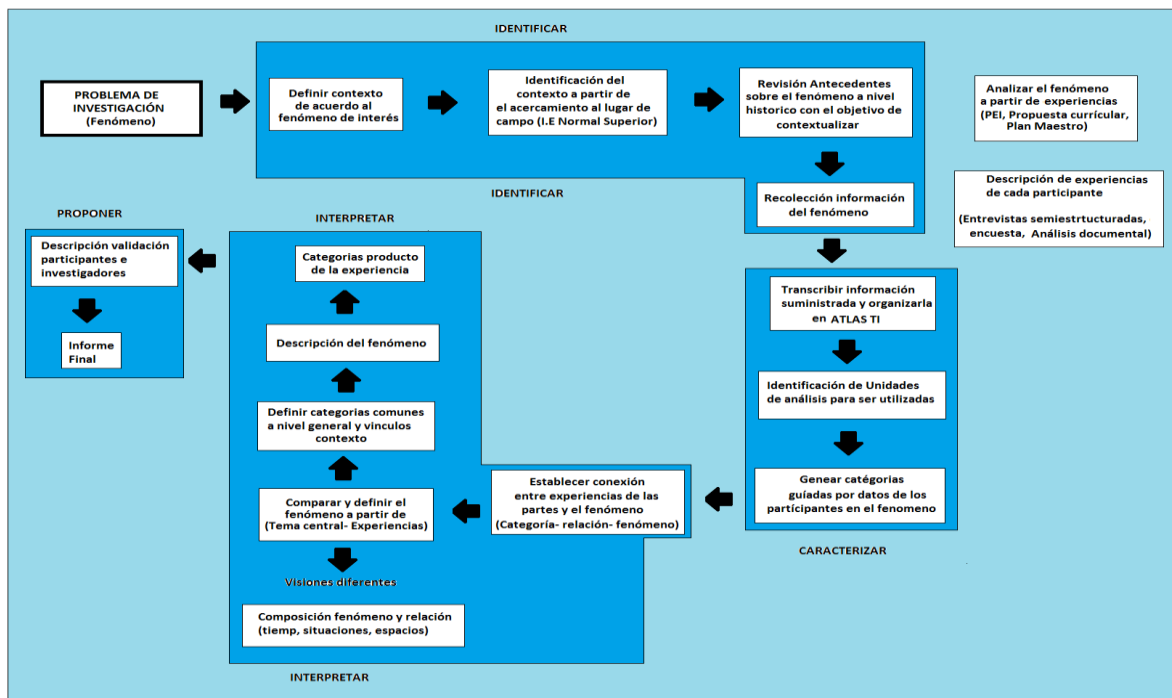 IDENTIFICAR
PROBLEMA DE
INVESTIGACIÓN
(Fenómeno)
Definir contexto
de acuerdo al
fenómeno de interés
Identificación del
contexto a partir de
el acercamiento al lugar de
campo (I.E Normal Superior)
Revisión Antecedentes
sobre el fenómeno a nivel
historico con el objetivo de
contextualizar
Analizar el fenómeno
a partir de experiencias
(PEI, Propuesta currícular,
Plan Maestro)
IDENTIFICAR
Recolección información
del fenómeno
Descripción de experiencias
de cada participante
(Entrevistas semiestrtucturadas,
encuesta, Análisis documental)
Transcribir información
suministrada y organizarla
en ATLAS TI
Identificación de Unidades
de análisis para ser utilizadas
Genear catégorias
guíadas por datos de los
partícipantes en el fenomeno
CARACTERIZAR
Establecer conexión
entre experiencias de las
partes y el fenómeno
(Categoría- relación- fenómeno)
INTERPRETAR
Categorias producto
de la experiencia
Descripción del fenómeno
Definir categorias comunes
a nivel general y vinculos
contexto
Comparar y definir el
fenómeno a partir de
(Tema central- Experiencias)
Visiones diferentes
Composición fenómeno y relación
(tiemp, situaciones, espacios)
INTERPRETAR
PROPONER
Descripción validación
participantes e
investigadores
Informe
Final